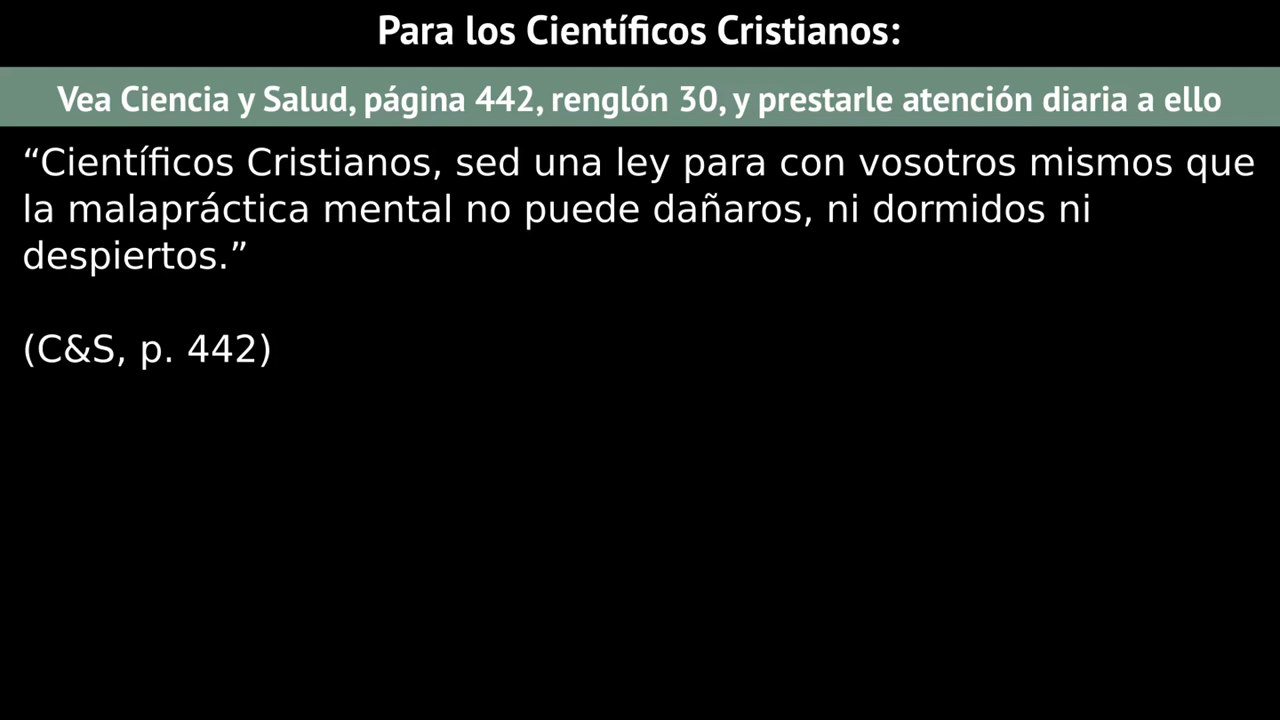 Para los Científicos Cristianos:
Vea Ciencia y Salud, página 442, renglón 30, y prestarle atención diaria a ello
“Científicos Cristianos, sed una ley para con vosotros mismos que
la malapráctica mental no puede dañaros, ni dormidos ni
despiertos.”
(C&S, p. 442)